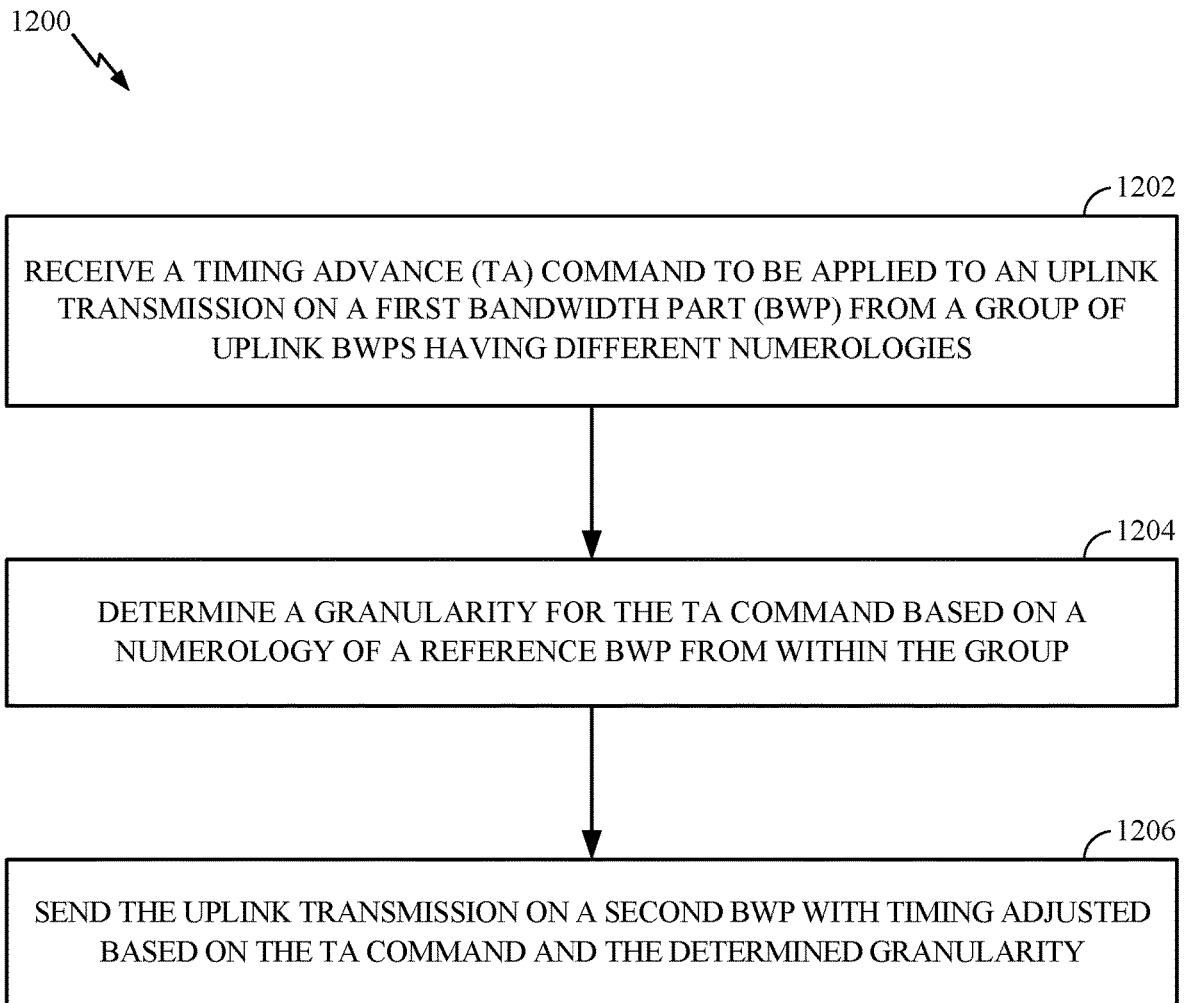 1200
1202
RECEIVE A TIMING ADVANCE (TA) COMMAND TO BE APPLIED TO AN UPLINK
TRANSMISSION ON A FIRST BANDWIDTH PART (BWP) FROM A GROUP OF
UPLINK BWPS HAVING DIFFERENT NUMEROLOGIES
1204
DETERMINE A GRANULARITY FOR THE TA COMMAND BASED ON A
NUMEROLOGY OF A REFERENCE BWP FROM WITHIN THE GROUP
1206
SEND THE UPLINK TRANSMISSION ON A SECOND BWP WITH TIMING ADJUSTED
BASED ON THE TA COMMAND AND THE DETERMINED GRANULARITY